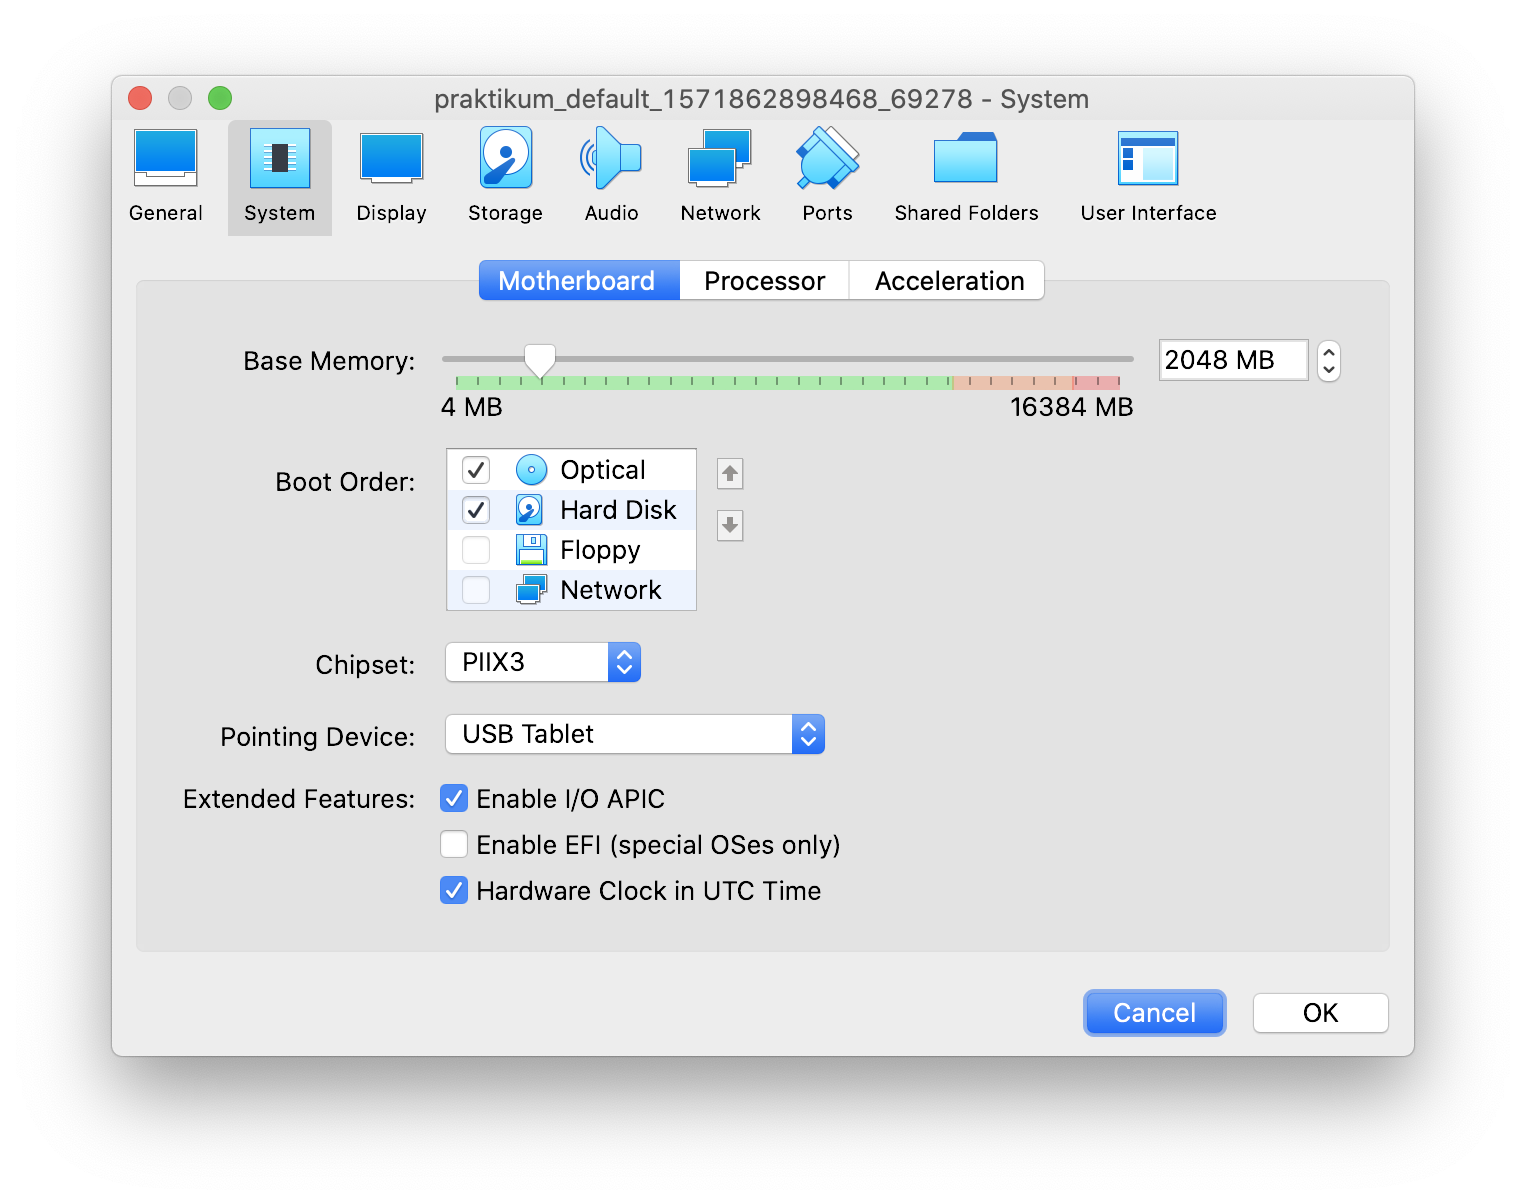 praktikum_default_1571862898468_69278 - System
General System Display Storage Audio Network Ports Shared Folders User Interface
Motherboard Processor Acceleration
Base Memory: 2048 MB
4 MB 16384 MB
Boot Order: Optical
Hard Disk
Floppy
Network
Chipset: PIIX3
Pointing Device: USB Tablet
Extended Features: Enable I/O APIC
Enable EFI (special OSes only)
Hardware Clock in UTC Time
Cancel OK